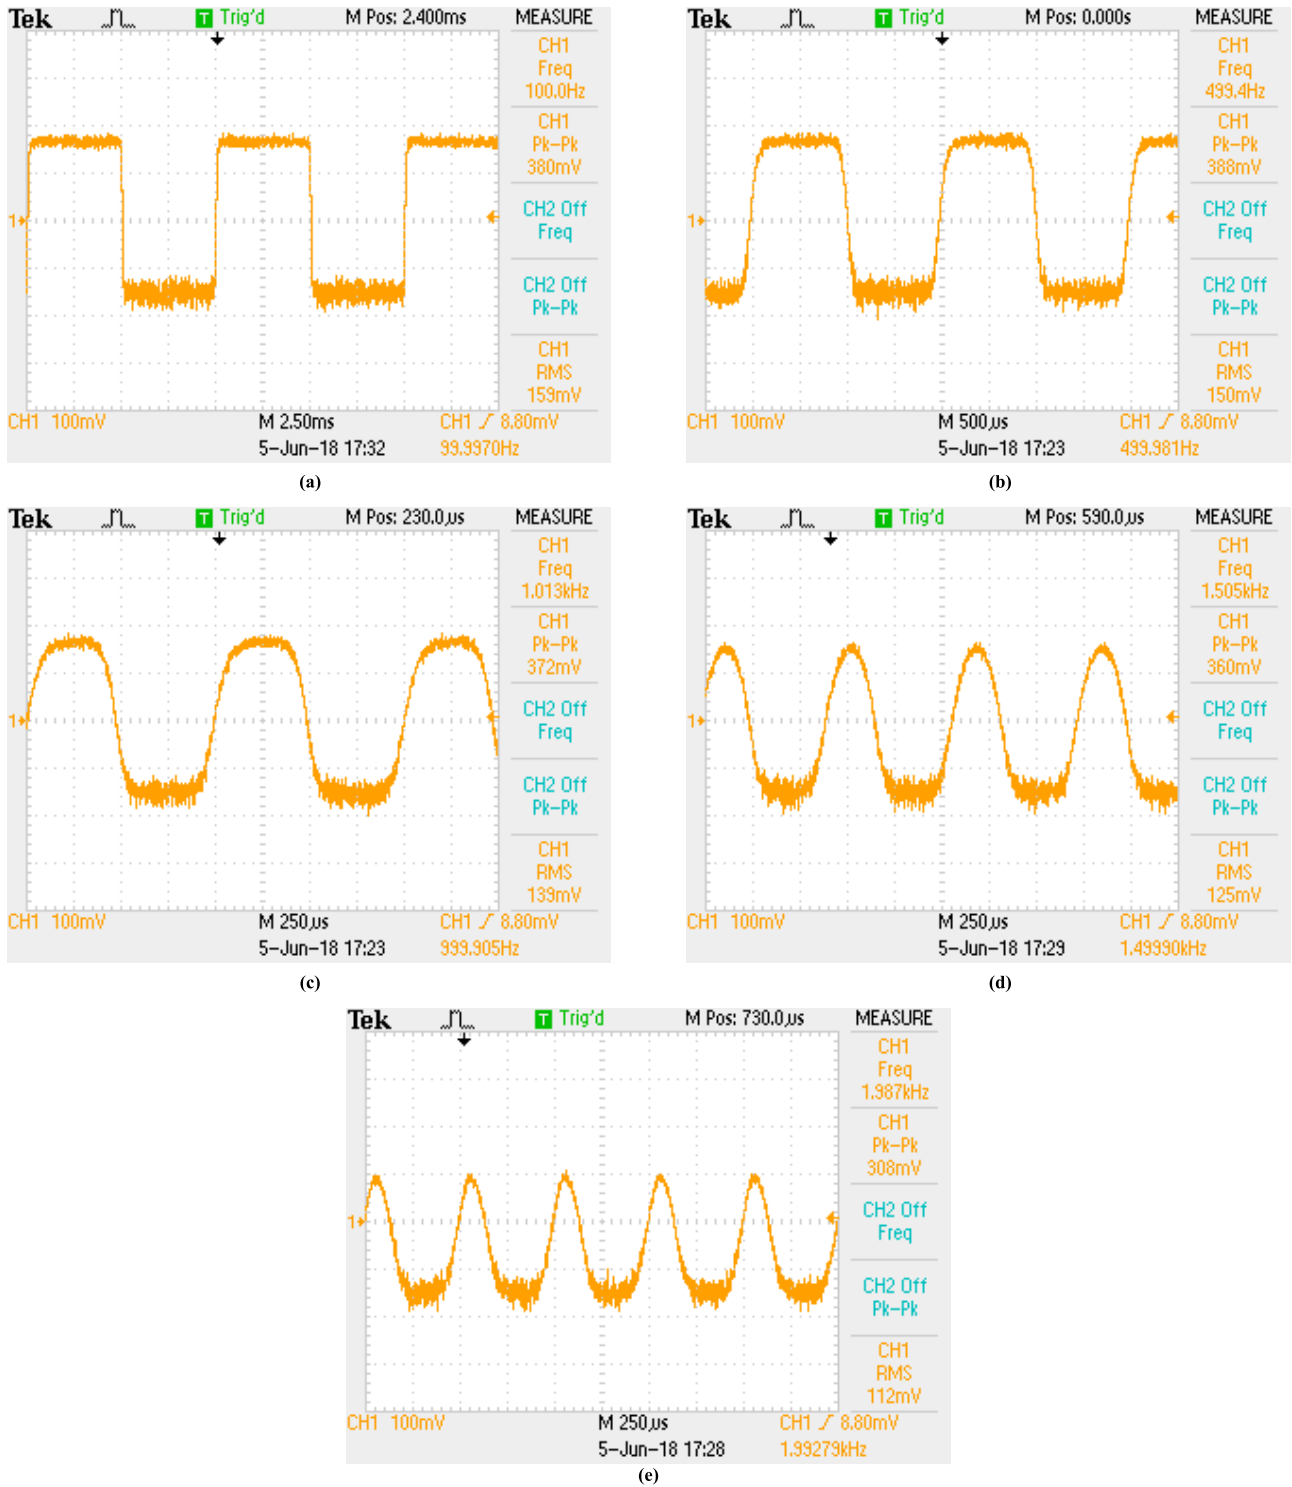 Tek T Trig'd M Pos: 2.400ms MEASURE
CH1
Freq
100.0Hz
CH1
Pk-Pk
380mV
CH2 Off
Freq
CH2 Off
Pk-Pk
CH1
RMS
159mV
1
CH1 100mV M 2.50ms CH1 8.80mV
5-Jun-18 17:32 99.9970Hz
(a)
Tek T Trig'd M Pos: 0.000s MEASURE
CH1
Freq
499.4Hz
CH1
Pk-Pk
388mV
CH2 Off
Freq
CH2 Off
Pk-Pk
CH1
RMS
150mV
1
CH1 100mV M 500µs CH1 8.80mV
5-Jun-18 17:23 499.981Hz
(b)
Tek T Trig'd M Pos: 230.0µs MEASURE
CH1
Freq
1.013kHz
CH1
Pk-Pk
372mV
CH2 Off
Freq
CH2 Off
Pk-Pk
CH1
RMS
139mV
1
CH1 100mV M 250µs CH1 8.80mV
5-Jun-18 17:23 999.905Hz
(c)
Tek T Trig'd M Pos: 590.0µs MEASURE
CH1
Freq
1.505kHz
CH1
Pk-Pk
360mV
CH2 Off
Freq
CH2 Off
Pk-Pk
CH1
RMS
125mV
1
CH1 100mV M 250µs CH1 8.80mV
5-Jun-18 17:29 1.49990kHz
(d)
Tek T Trig'd M Pos: 730.0µs MEASURE
CH1
Freq
1.987kHz
CH1
Pk-Pk
308mV
CH2 Off
Freq
CH2 Off
Pk-Pk
CH1
RMS
112mV
1
CH1 100mV M 250µs CH1 8.80mV
5-Jun-18 17:28 1.99279kHz
(e)